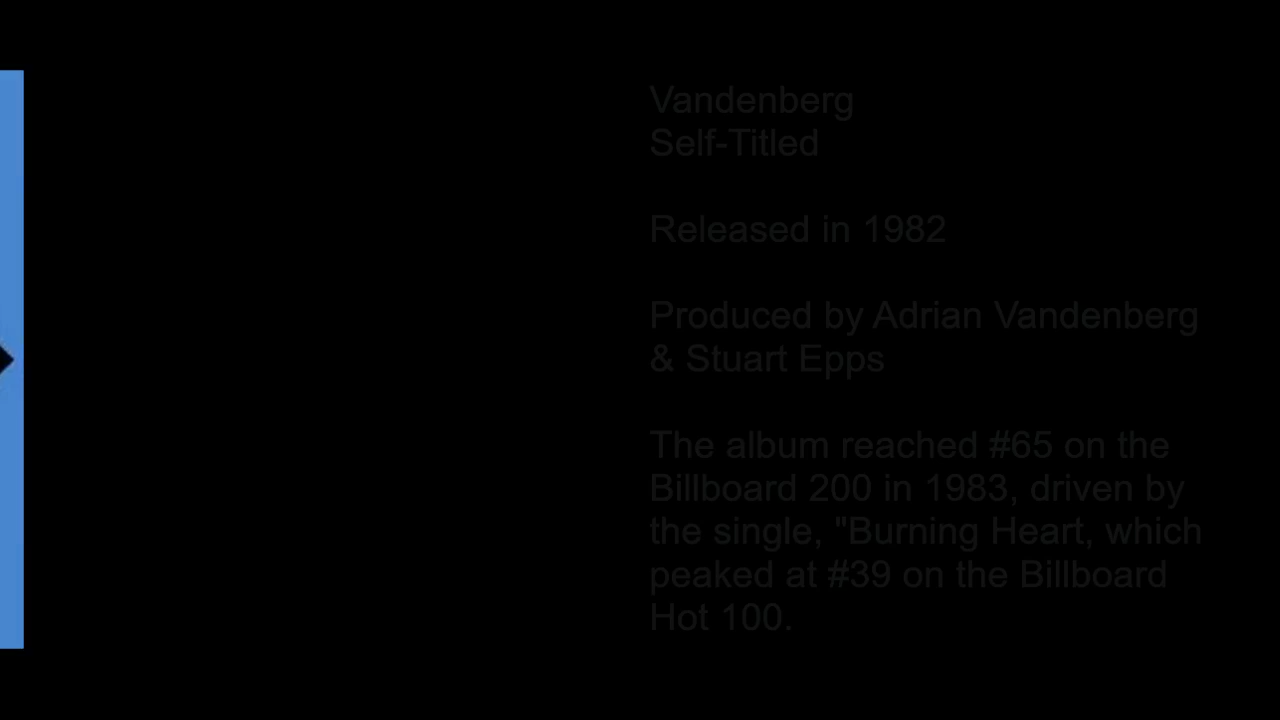 Vandenberg
Self-Titled
Released in 1982
Produced by Adrian Vandenberg
& Stuart Epps
The album reached #65 on the
Billboard 200 in 1983, driven by
the single, "Burning Heart, which
peaked at #39 on the Billboard
Hot 100.